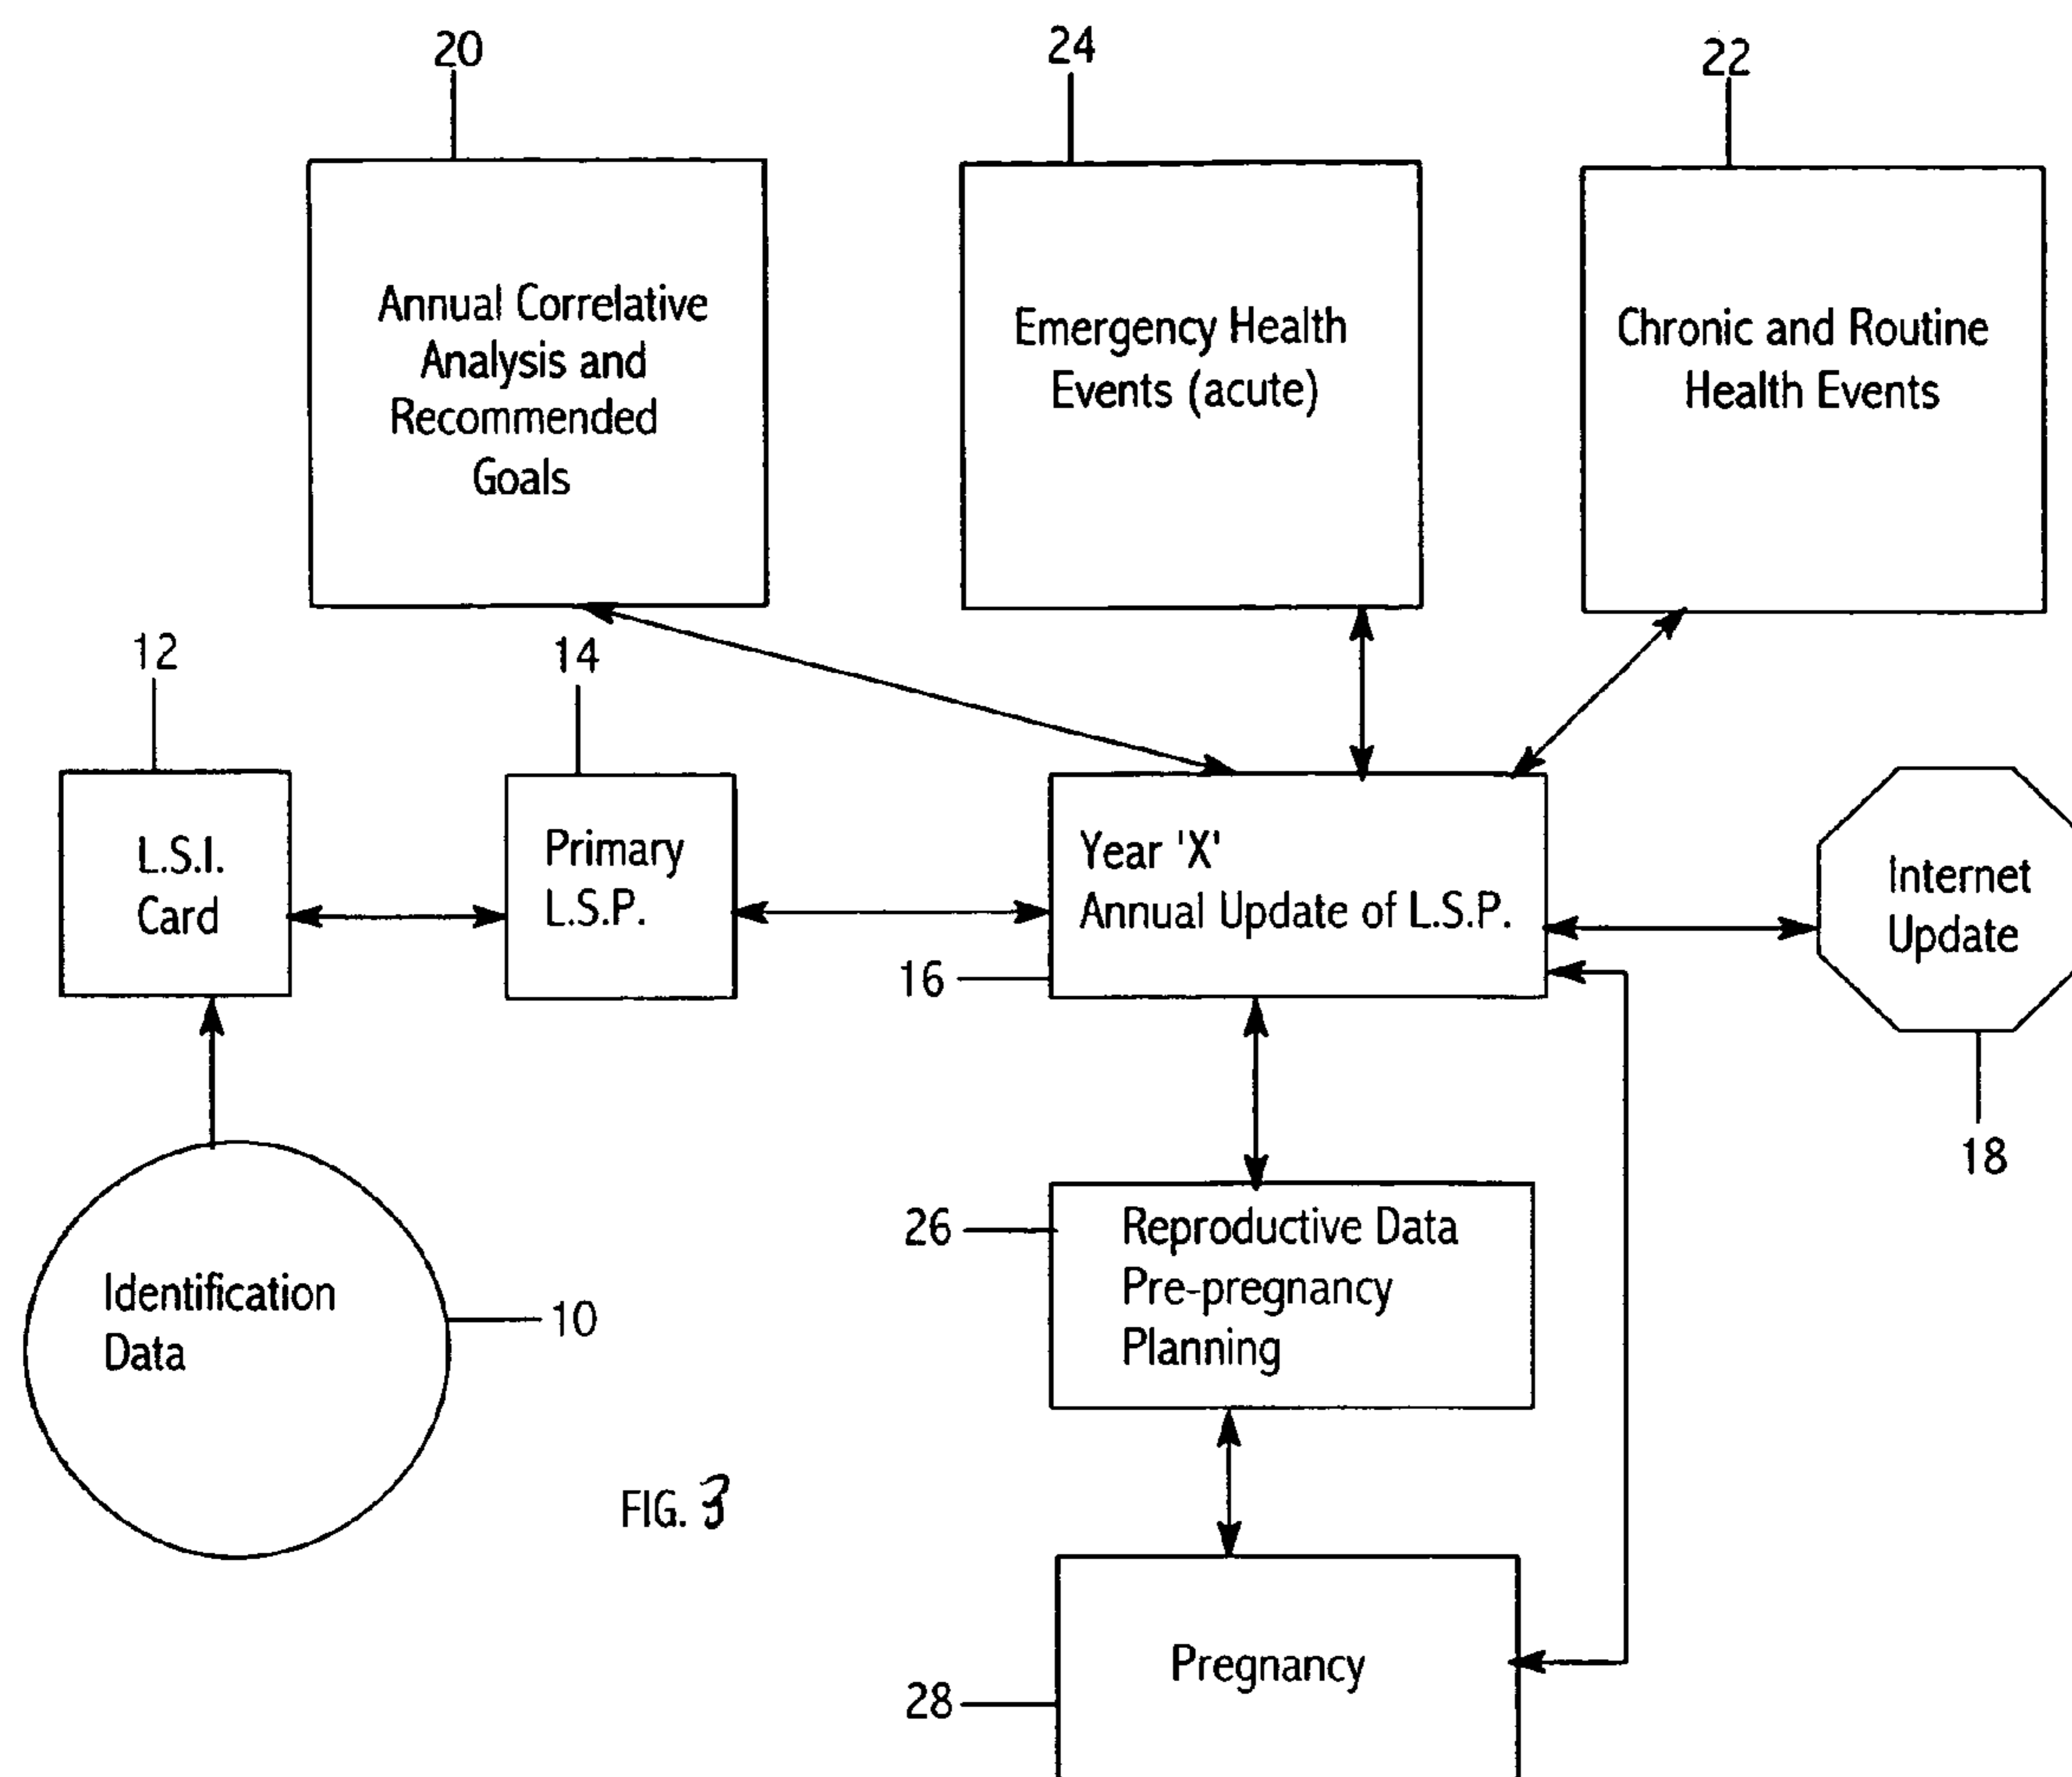 20
24
22
Annual Correlative
Analysis and
Recommended
Goals
Emergency Health
Events (acute)
Chronic and Routine
Health Events
12
14
L.S.I.
Card
Primary
L.S.P.
Year 'X'
Annual Update of L.S.P.
16
Internet
Update
18
Identification
Data
10
26
Reproductive Data
Pre-pregnancy
Planning
FIG. 3
Pregnancy
28